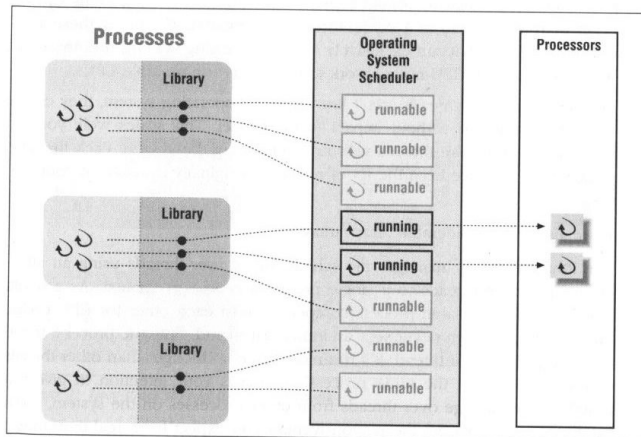 Processes
Library
Library
Library
Operating
System
Scheduler
runnable
runnable
runnable
running
running
runnable
runnable
runnable
Processors